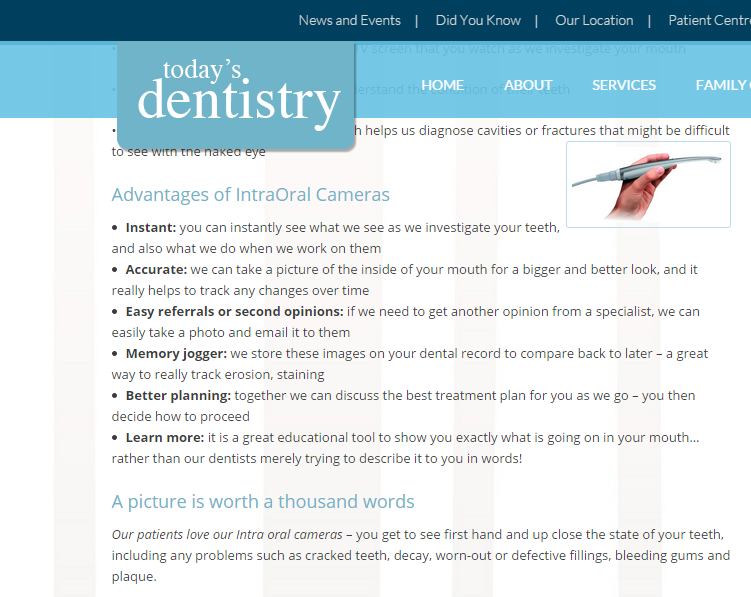 News and Events | Did You Know | Our Location | Patient Centr
TV screen that you watch as we investigate your mouth
today's
dentistry
HOME ABOUT SERVICES FAMILY
understand the condition of their teeth
• h helps us diagnose cavities or fractures that might be difficult
to see with the naked eye
Advantages of IntraOral Cameras
• Instant: you can instantly see what we see as we investigate your teeth,
and also what we do when we work on them
• Accurate: we can take a picture of the inside of your mouth for a bigger and better look, and it
really helps to track any changes over time
• Easy referrals or second opinions: if we need to get another opinion from a specialist, we can
easily take a photo and email it to them
• Memory jogger: we store these images on your dental record to compare back to later – a great
way to really track erosion, staining
• Better planning: together we can discuss the best treatment plan for you as we go – you then
decide how to proceed
• Learn more: it is a great educational tool to show you exactly what is going on in your mouth...
rather than our dentists merely trying to describe it to you in words!
A picture is worth a thousand words
Our patients love our Intra oral cameras – you get to see first hand and up close the state of your teeth,
including any problems such as cracked teeth, decay, worn-out or defective fillings, bleeding gums and
plaque.